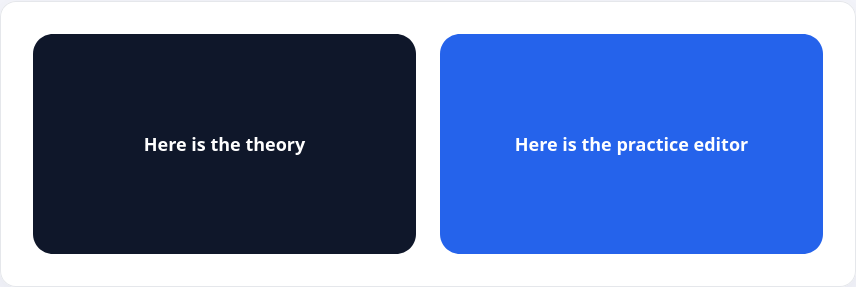 Here is the theory
Here is the practice editor